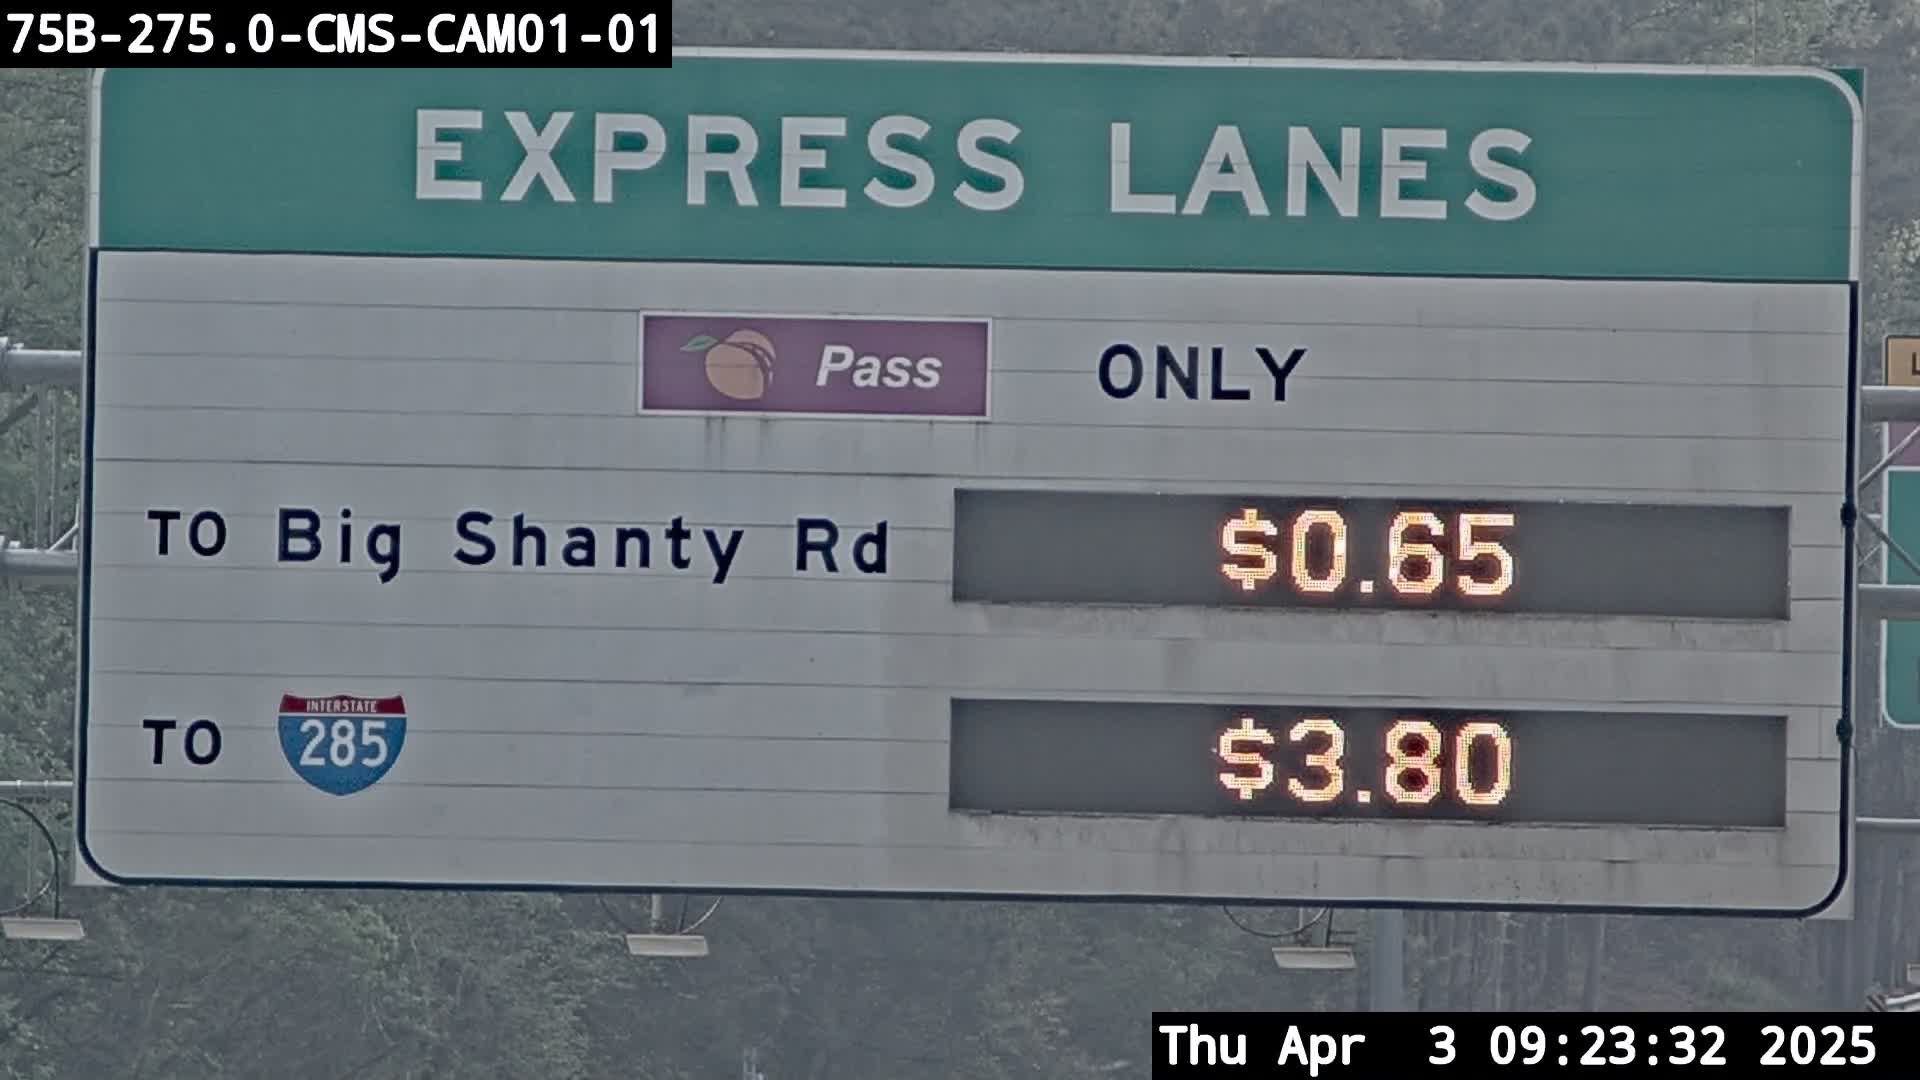 75B-275.0-CMS-CAM01-01
EXPRESS LANES
Pass ONLY
TO Big Shanty Rd $0.65
TO INTERSTATE 285 $3.80
Thu Apr 3 09:23:32 2025